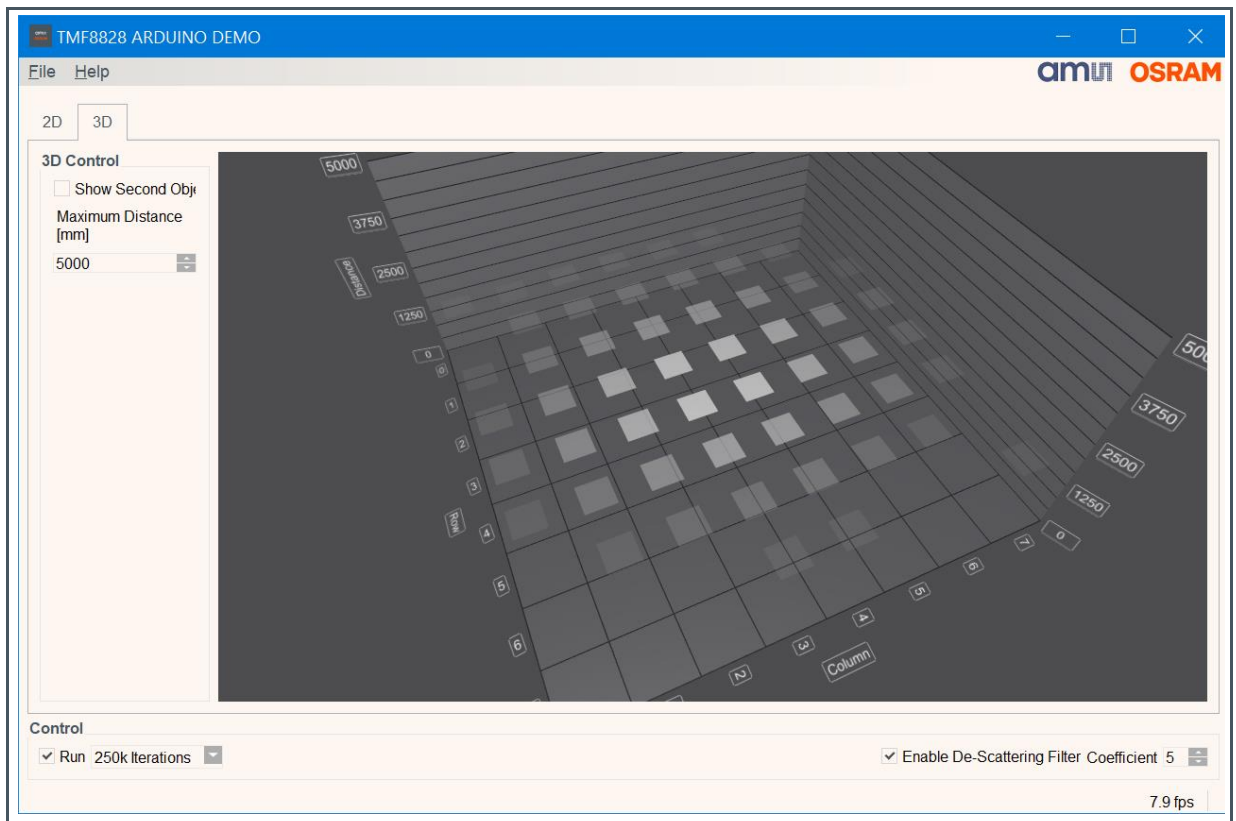 TMF8828 ARDUINO DEMO
File Help
am OSRAM
2D 3D
3D Control
Show Second Obje
Maximum Distance
[mm]
5000
5000
3750
2500
Distance
1250
0
0
1
2
3
4
Row
5
6
2
3
4
5
6
7
Column
0
1250
2500
3750
500
Control
Run 250k Iterations
Enable De-Scattering Filter Coefficient 5
7.9 fps